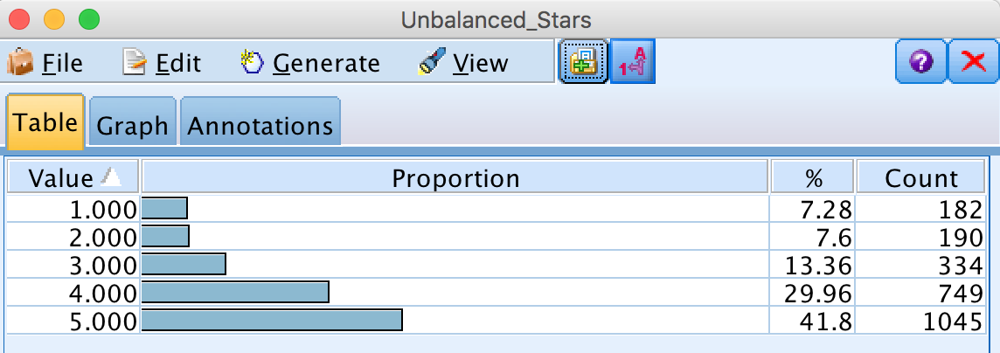 Unbalanced_Stars
File Edit Generate View
Table Graph Annotations
Value Proportion % Count
1.000 7.28 182
2.000 7.6 190
3.000 13.36 334
4.000 29.96 749
5.000 41.8 1045